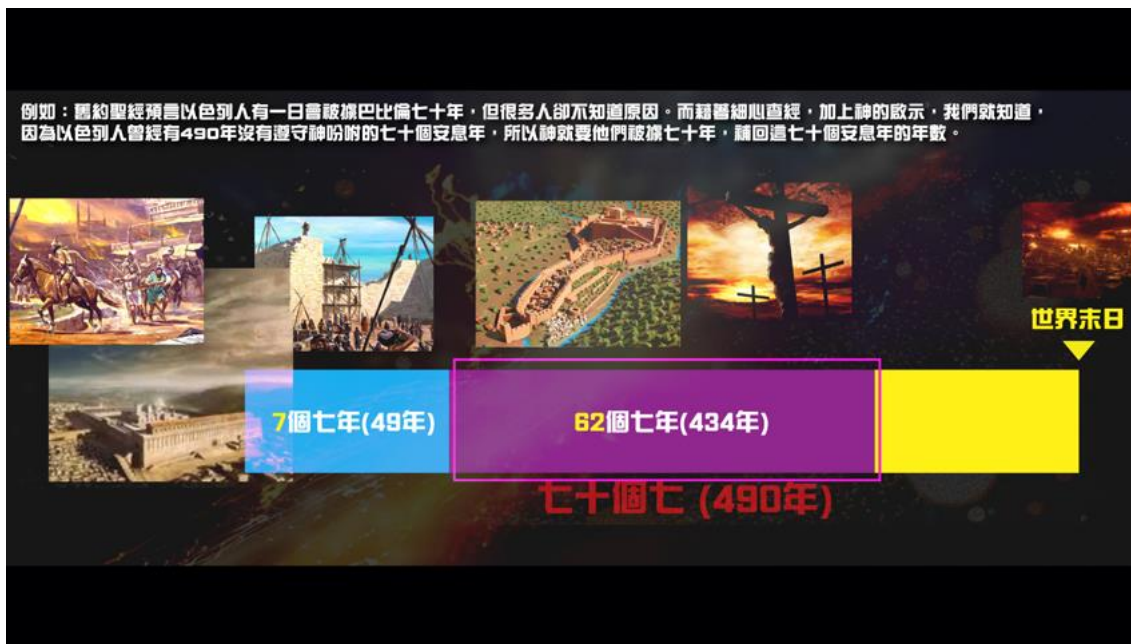 例如：舊約聖經預言以色列人有一日會被擄巴比倫七十年，但很多人卻不知道原因。而藉著細心查經，加上神的啟示，我們就知道，
因為以色列人曾經有490年沒有遵守神吩咐的七十個安息年，所以神就要他們被擄七十年，補回這七十個安息年的年數。
世界末日
7個七年(49年)
62個七年(434年)
七十個七 (490年)